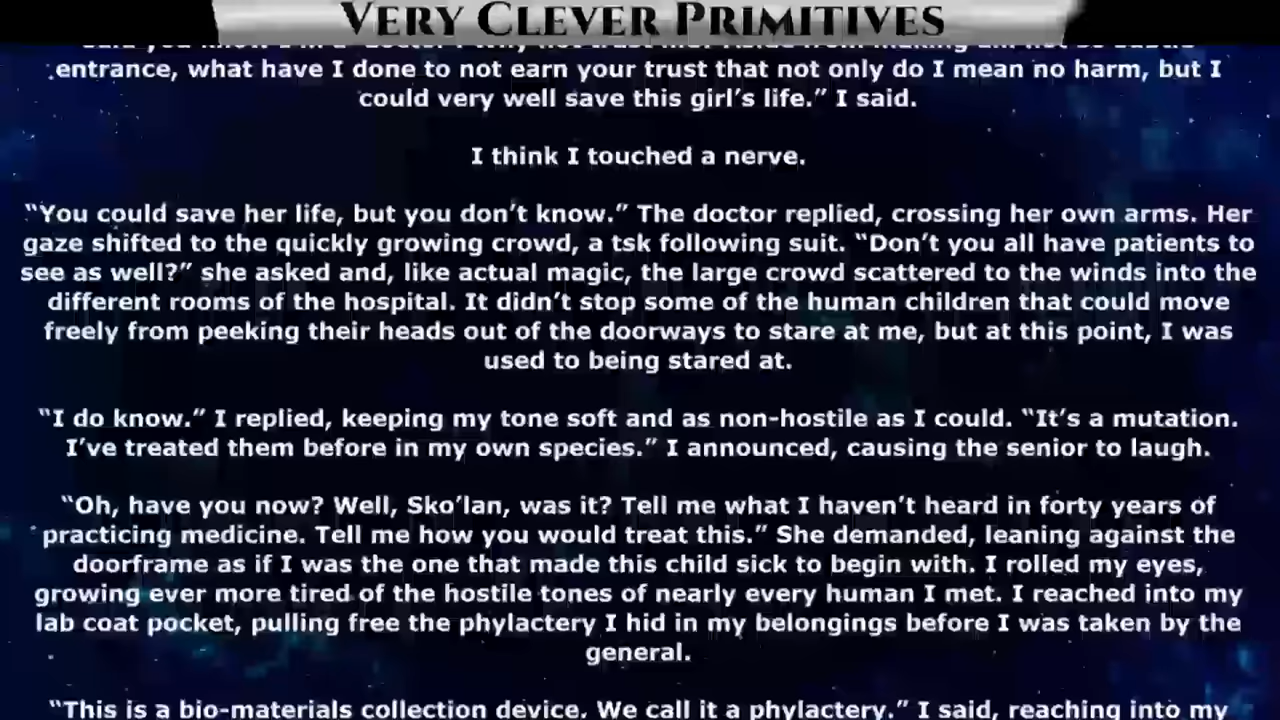 VERY CLEVER PRIMITIVES
entrance, what have I done to not earn your trust that not only do I mean no harm, but I
could very well save this girl’s life.” I said.
I think I touched a nerve.
“You could save her life, but you don’t know.” The doctor replied, crossing her own arms. Her
gaze shifted to the quickly growing crowd, a tsk following suit. “Don’t you all have patients to
see as well?” she asked and, like actual magic, the large crowd scattered to the winds into the
different rooms of the hospital. It didn’t stop some of the human children that could move
freely from peeking their heads out of the doorways to stare at me, but at this point, I was
used to being stared at.
“I do know.” I replied, keeping my tone soft and as non-hostile as I could. “It’s a mutation.
I’ve treated them before in my own species.” I announced, causing the senior to laugh.
“Oh, have you now? Well, Sko’lan, was it? Tell me what I haven’t heard in forty years of
practicing medicine. Tell me how you would treat this.” She demanded, leaning against the
doorframe as if I was the one that made this child sick to begin with. I rolled my eyes,
growing ever more tired of the hostile tones of nearly every human I met. I reached into my
lab coat pocket, pulling free the phylactery I hid in my belongings before I was taken by the
general.
“This is a bio-materials collection device. We call it a phylactery.” I said, reaching into my